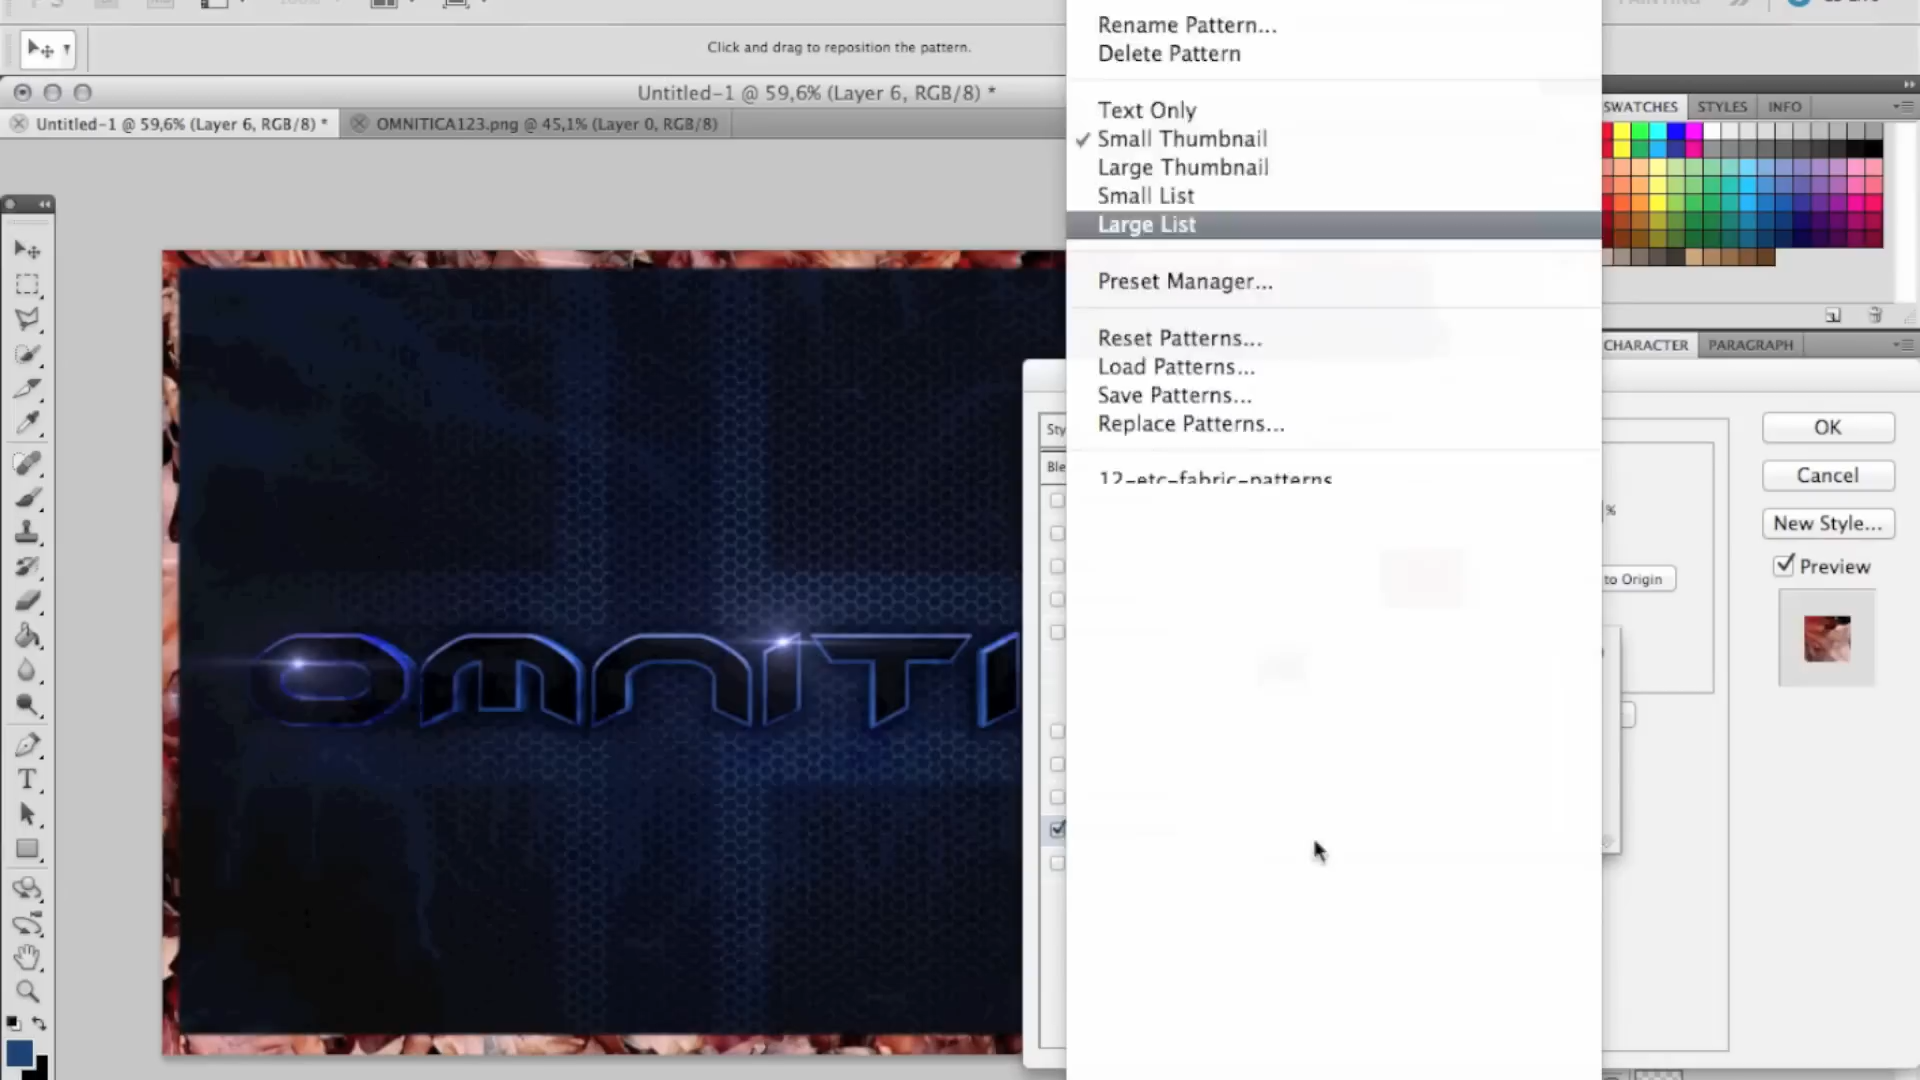 Rename Pattern...
Click and drag to reposition the pattern.
Delete Pattern
Untitled-1 @ 59,6% (Layer 6, RGB/8) *
SWATCHES STYLES INFO
Text Only
Untitled-1 @ 59,6% (Layer 6, RGB/8) *
OMNITICA123.png @ 45,1% (Layer 0, RGB/8)
✓ Small Thumbnail
Large Thumbnail
Small List
Large List
Preset Manager...
Reset Patterns...
CHARACTER PARAGRAPH
Load Patterns...
Save Patterns...
Replace Patterns...
OK
Sty
Ble
12-etc-fabric-patterns
Cancel
%
New Style...
Preview
to Origin
OMNITI
T